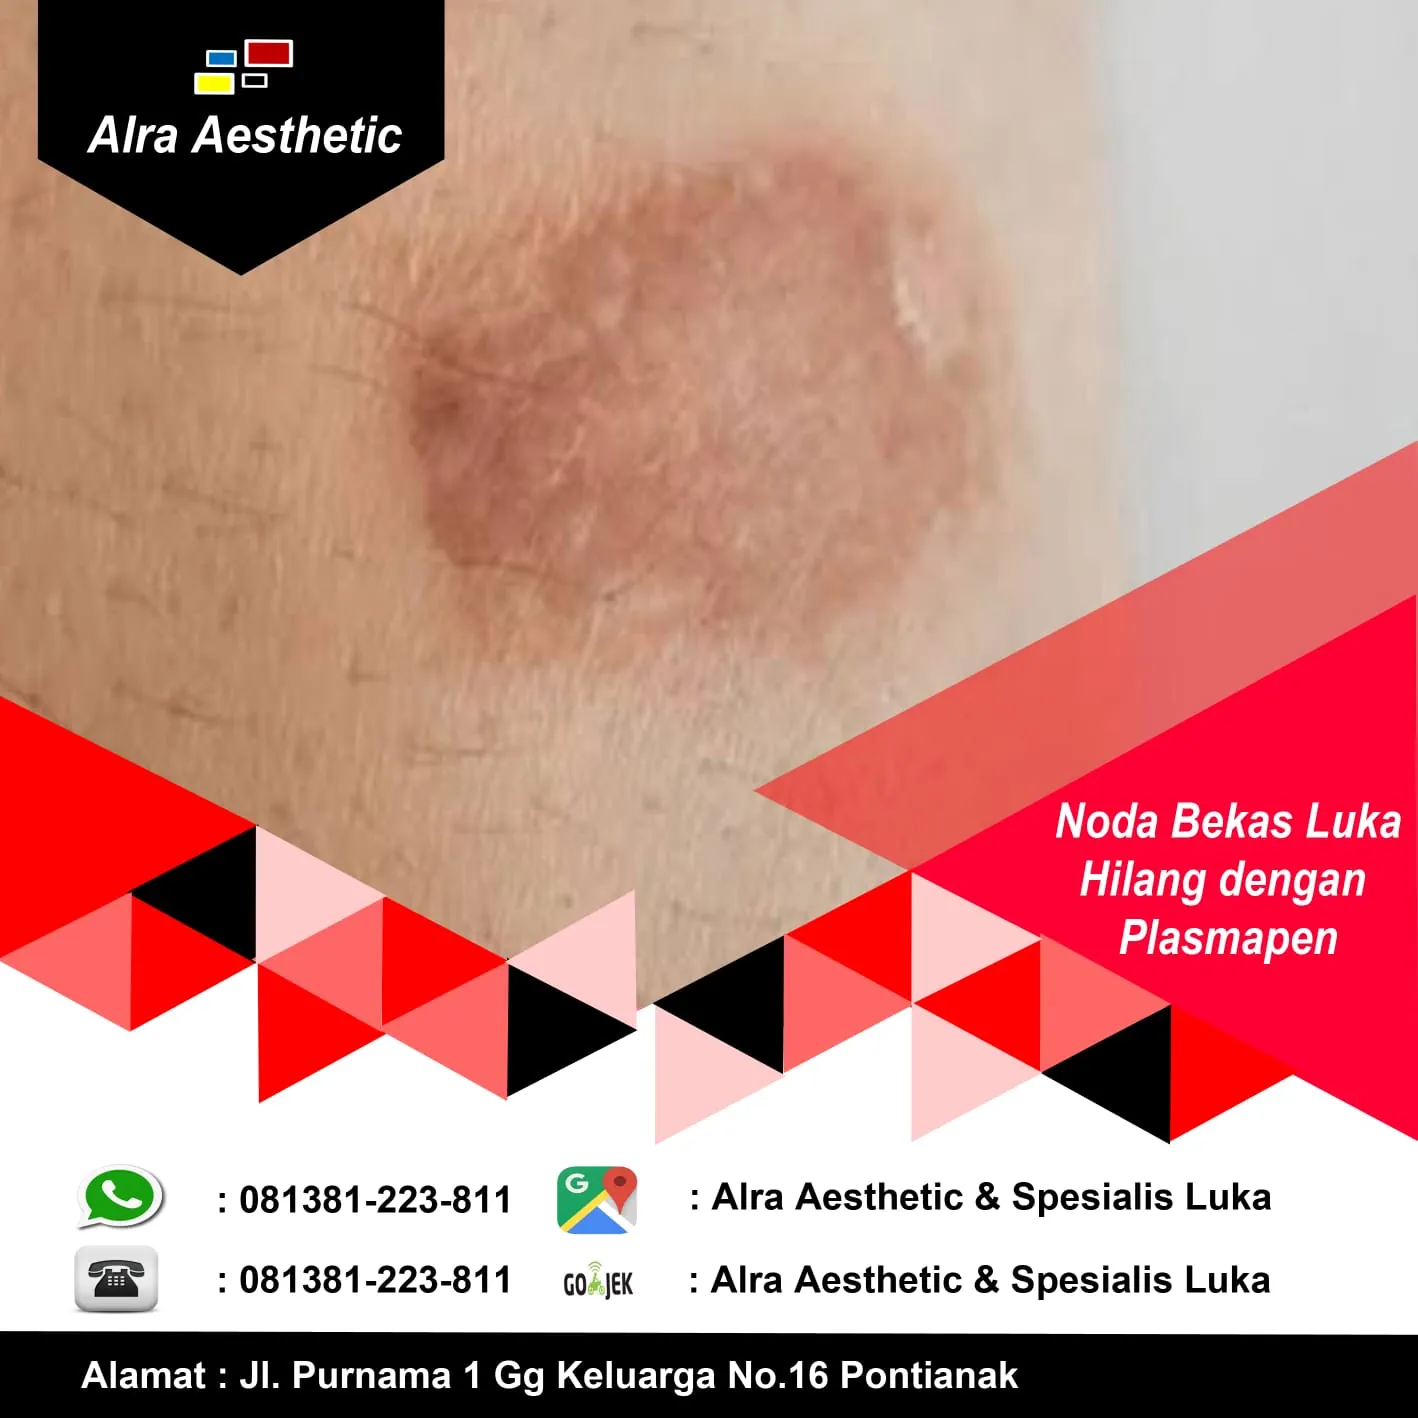 Alra Aesthetic
Noda Bekas Luka
Hilang dengan
Plasmapen
: 081381-223-811
G
: Alra Aesthetic & Spesialis Luka
: 081381-223-811
GOJEK
: Alra Aesthetic & Spesialis Luka
Alamat : Jl. Purnama 1 Gg Keluarga No.16 Pontianak